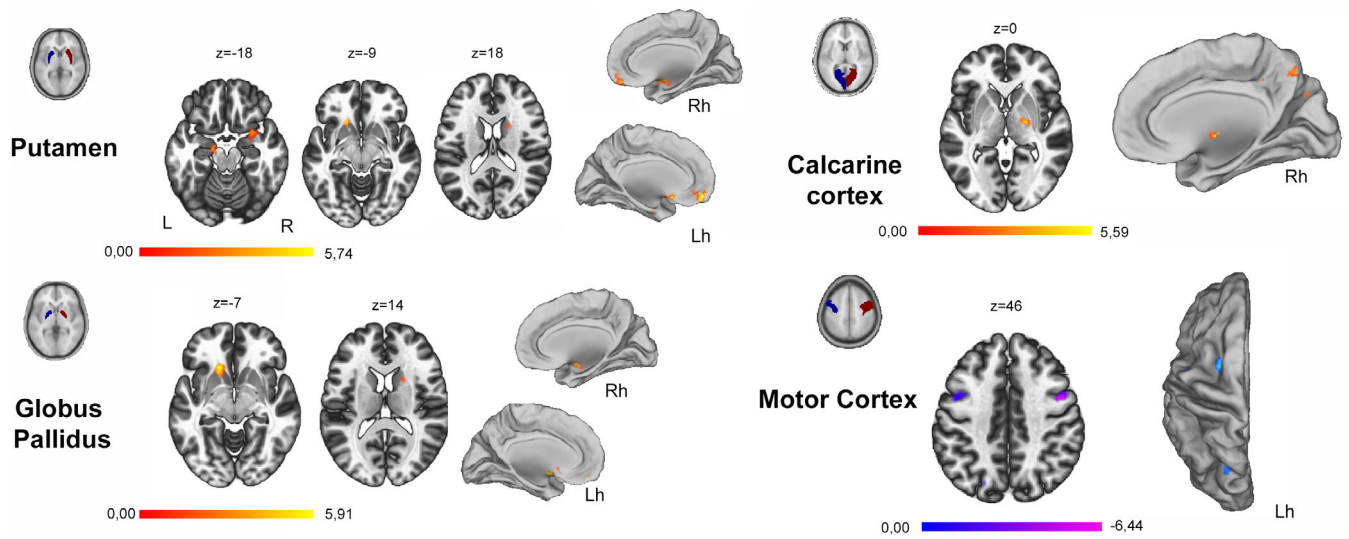 z=-18
z=-9
z=18
Rh
Putamen
L
R
Lh
0,00
5,74
z=0
Calcarine
cortex
Rh
0,00
5,59
z=-7
z=14
Rh
Globus
Pallidus
Lh
0,00
5,91
z=46
Motor Cortex
Lh
0,00
-6,44